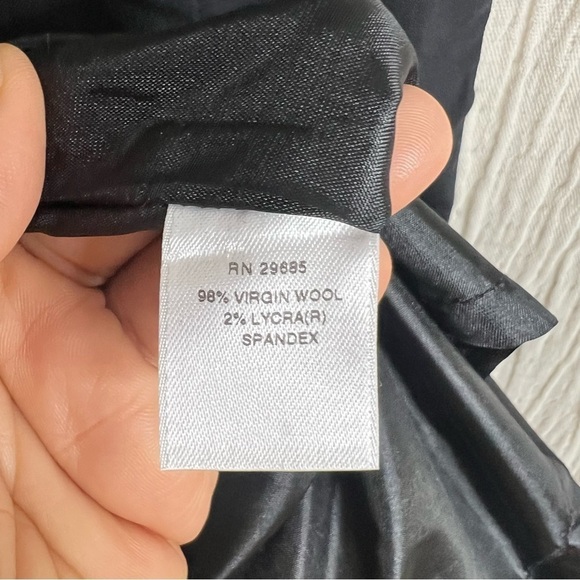 RN 29685
98% VIRGIN WOOL
2% LYCRA(R)
SPANDEX